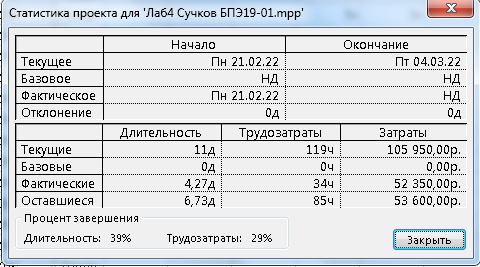 Статистика проекта для 'Лаб4 Сучков БПЭ19-01.mpp'
Начало Окончание
Текущее Пн 21.02.22 Пт 04.03.22
Базовое НД НД
Фактическое Пн 21.02.22 НД
Отклонение 0д 0д
Длительность Трудозатраты Затраты
Текущие 11д 119ч 105 950,00р.
Базовые 0д 0ч 0,00р.
Фактические 4,27д 34ч 52 350,00р.
Оставшиеся 6,73д 85ч 53 600,00р.
Процент завершения
Длительность: 39% Трудозатраты: 29%
Закрыть